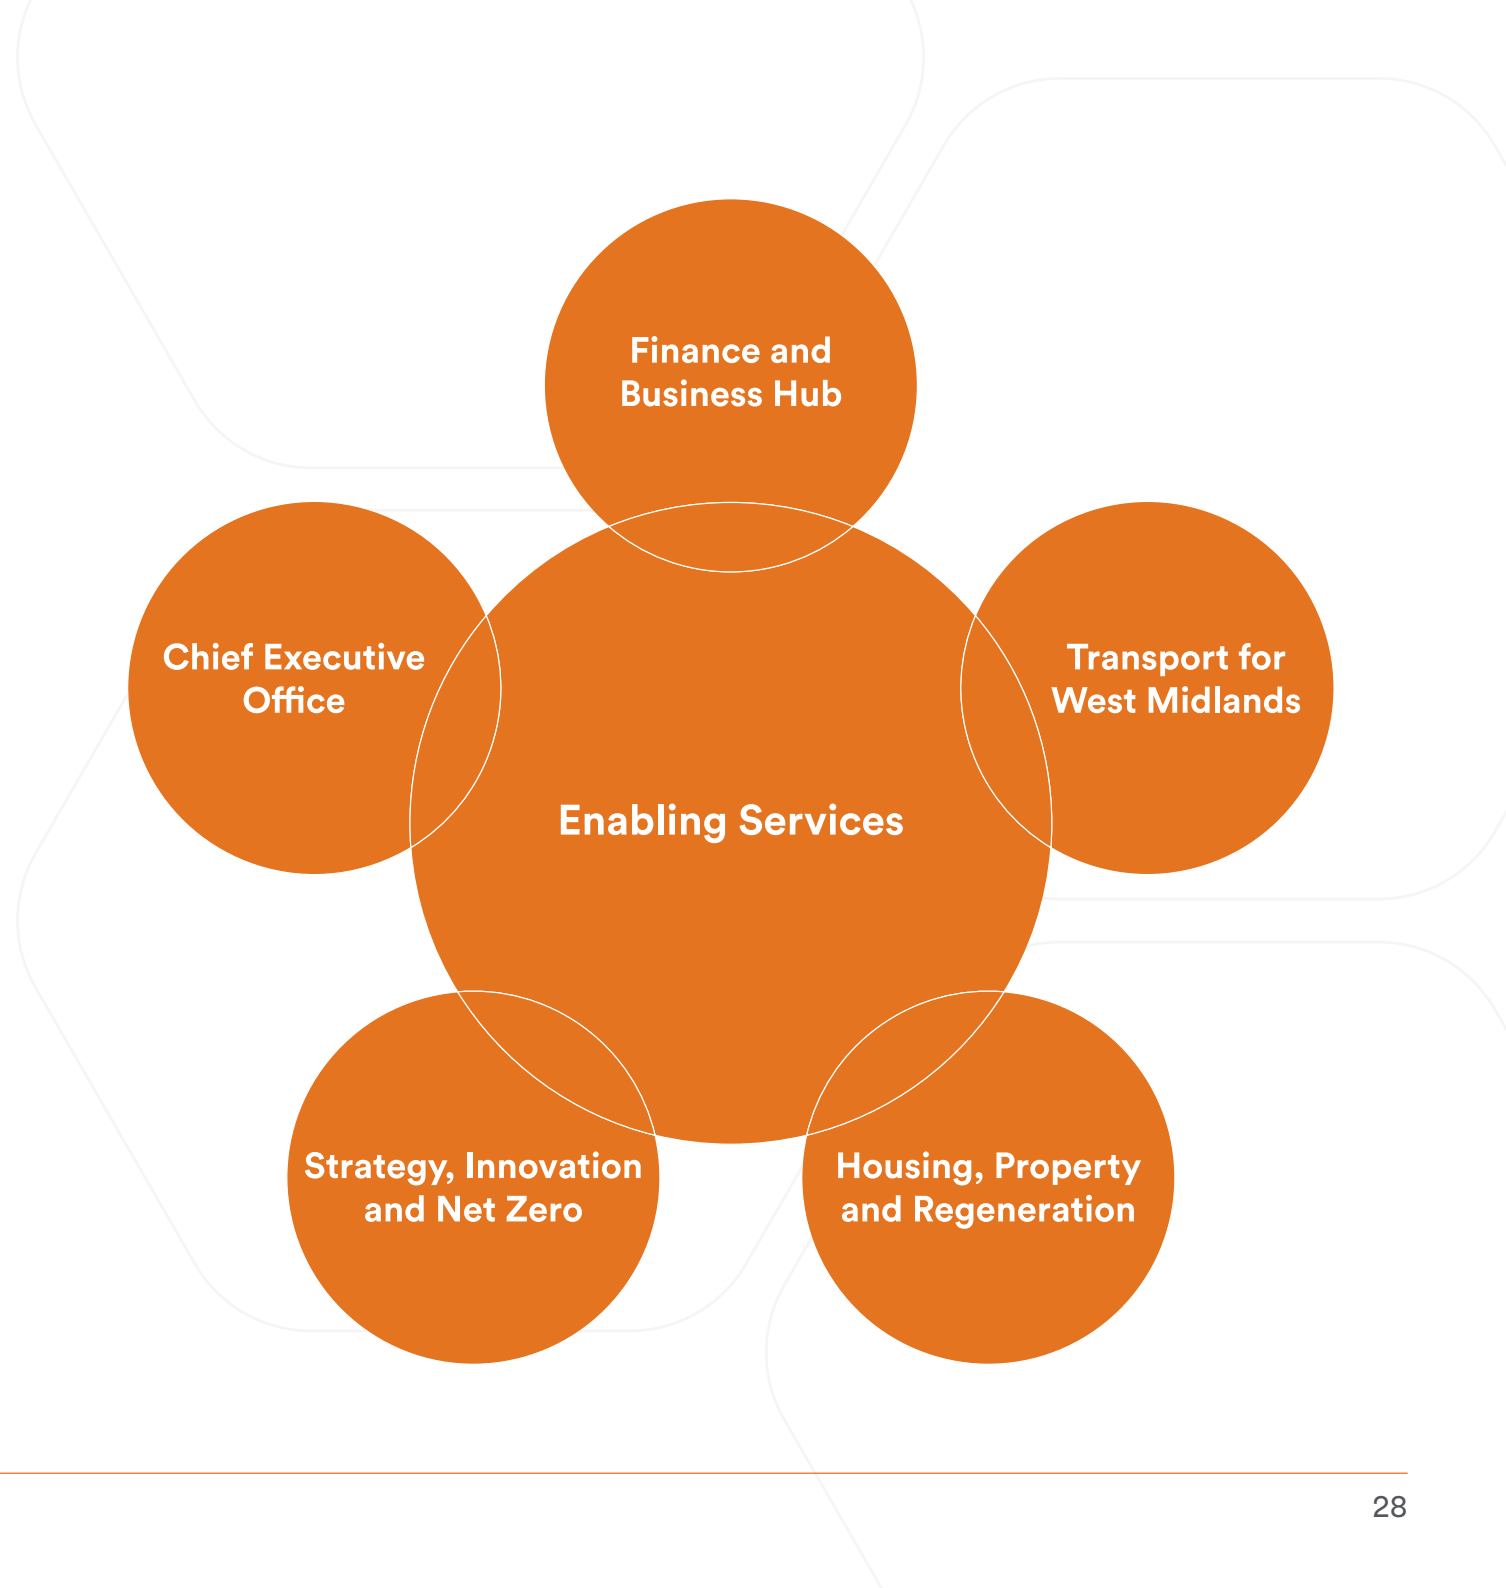 Finance and
Business Hub
Chief Executive
Office
Transport for
West Midlands
Enabling Services
Strategy, Innovation
and Net Zero
Housing, Property
and Regeneration
28